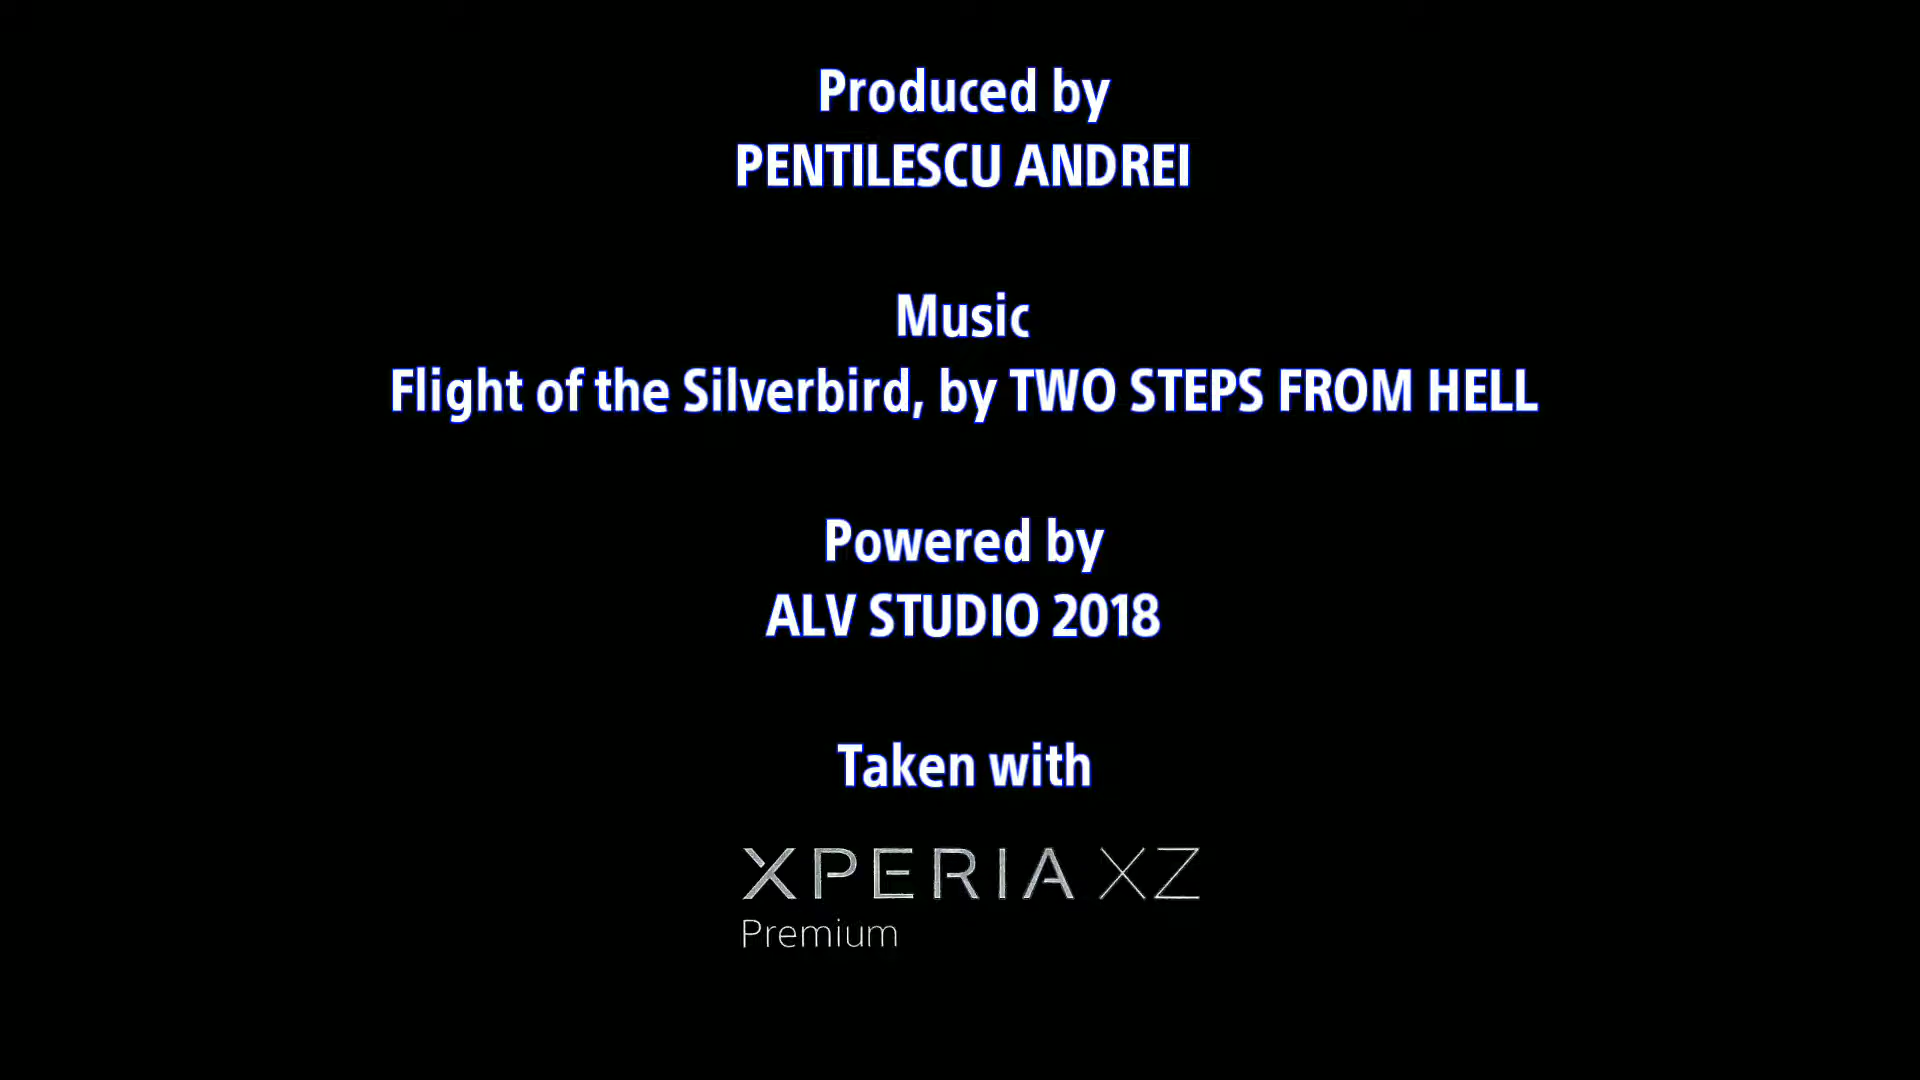 Produced by
PENTILESCU ANDREI
Music
Flight of the Silverbird, by TWO STEPS FROM HELL
Powered by
ALV STUDIO 2018
Taken with
XPERIA XZ
Premium